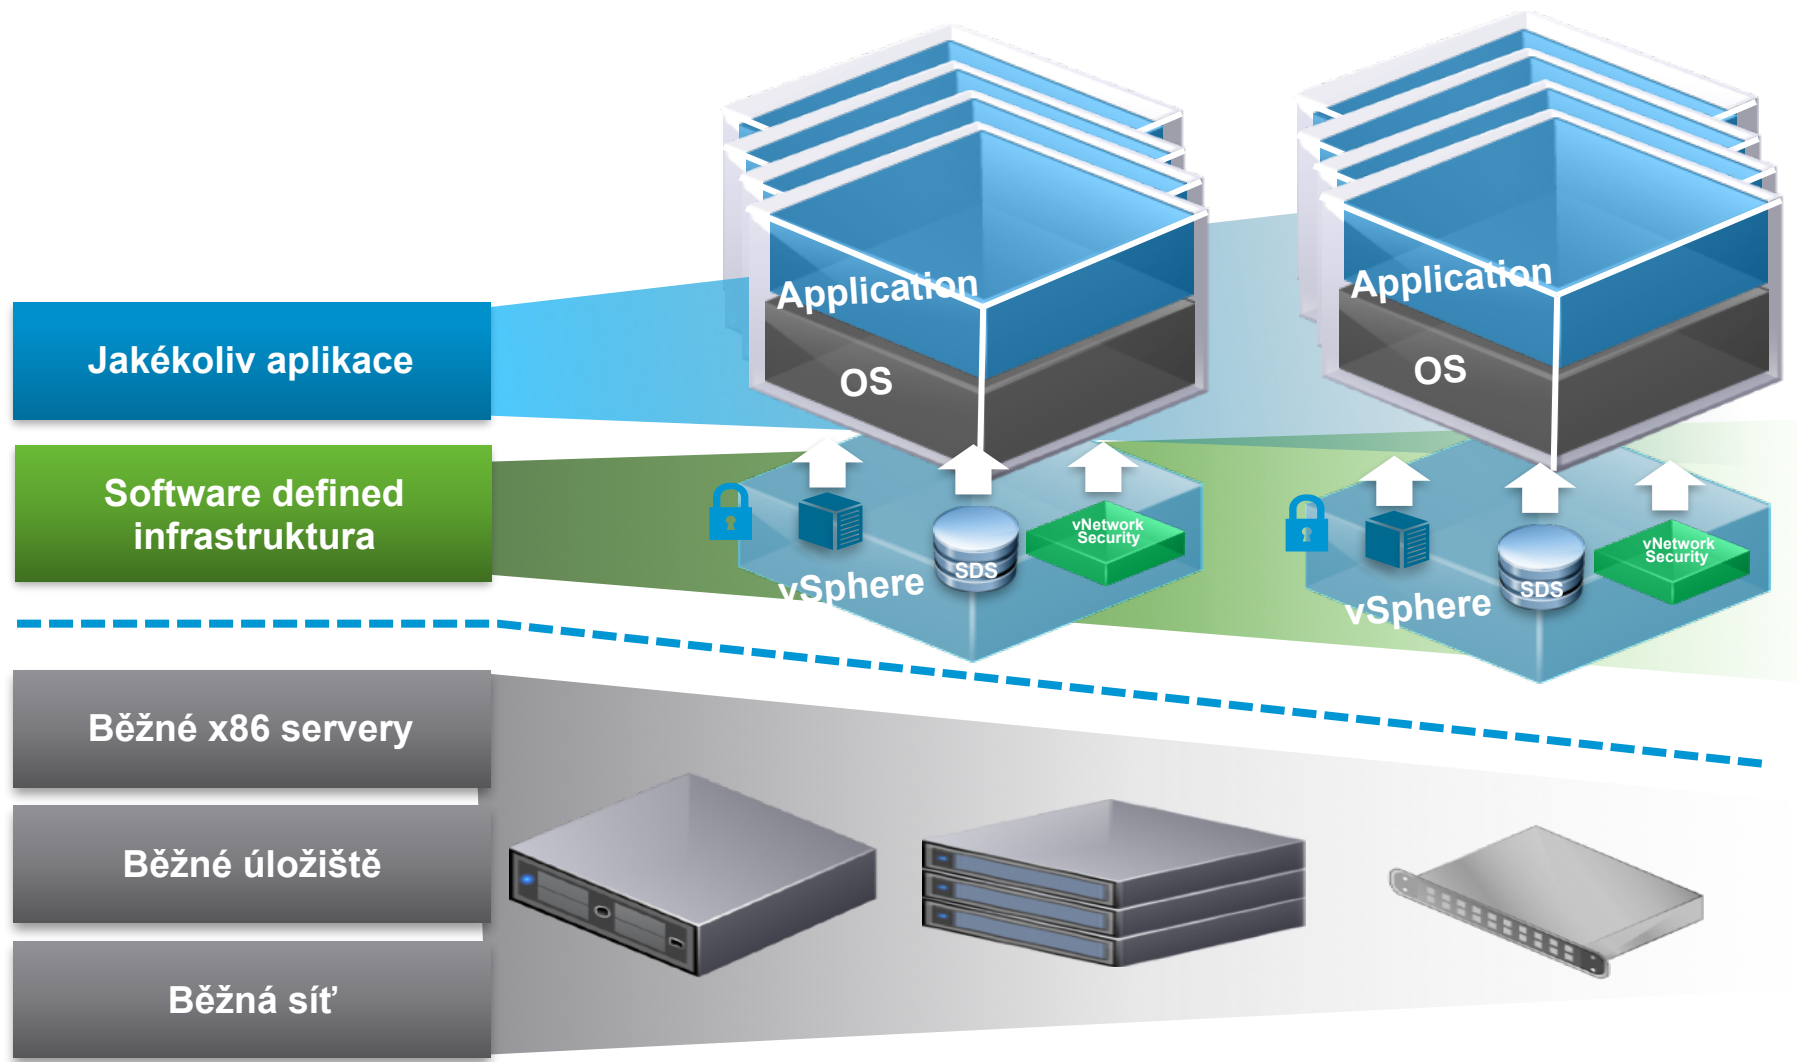 Application
OS
Application
OS
Jakékoliv aplikace
Software defined
infrastruktura
vSphere
SDS
vNetwork
Security
vSphere
SDS
vNetwork
Security
Běžné x86 servery
Běžné úložiště
Běžná síť